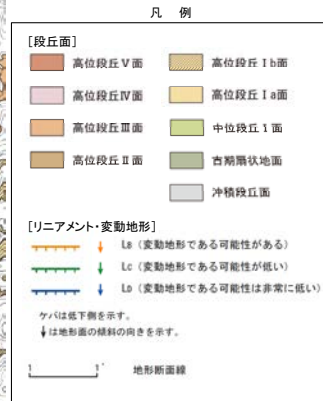 凡 例
[段丘面]
高位段丘Ⅴ面
高位段丘Ⅰb面
高位段丘Ⅳ面
高位段丘Ⅰa面
高位段丘Ⅲ面
中位段丘1面
高位段丘Ⅱ面
古期扇状地面
沖積段丘面
[リニアメント・変動地形]
LB (変動地形である可能性がある)
LC (変動地形である可能性が低い)
LD (変動地形である可能性は非常に低い)
ケバは低下側を示す。
↓は地形面の傾斜の向きを示す。
1 1' 地形断面線